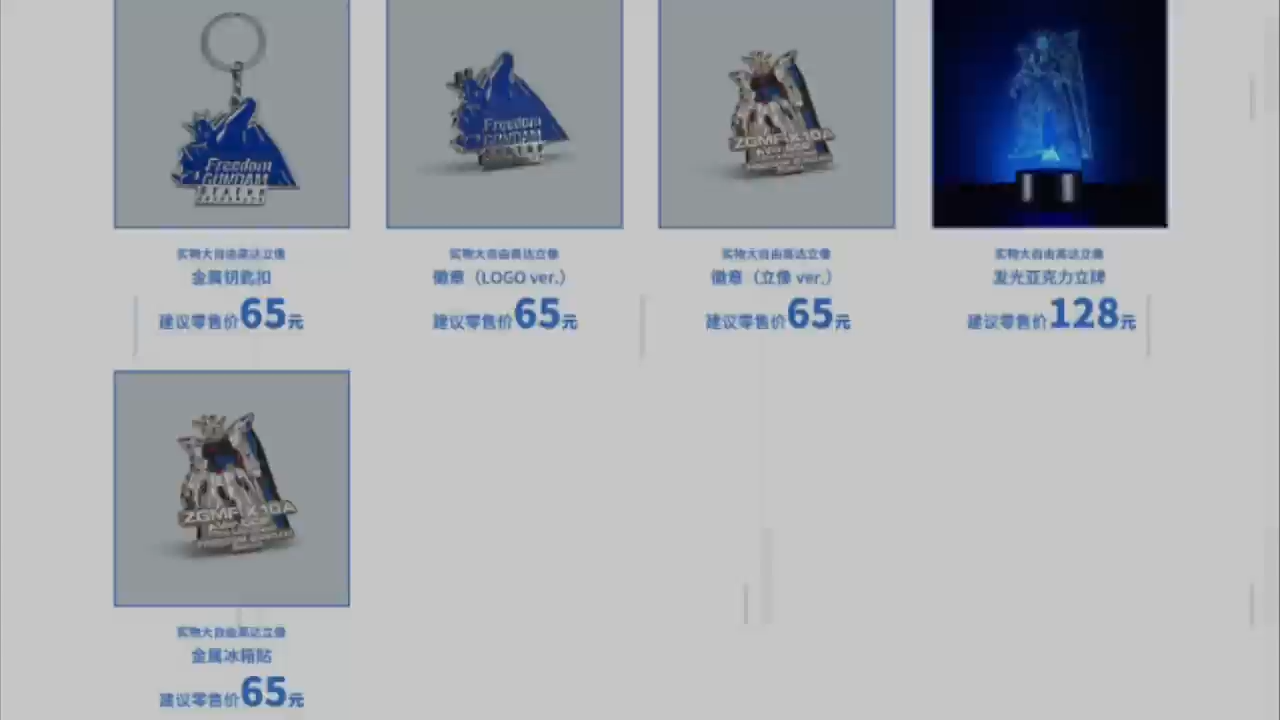 Freedom
GUNDAM
Freedom
GUNDAM
ZGMF-X10A
实物大自由高达立像
金属钥匙扣
建议零售价65元
实物大自由高达立像
徽章（LOGO ver.）
建议零售价65元
实物大自由高达立像
徽章（立像 ver.）
建议零售价65元
实物大自由高达立像
发光亚克力立牌
建议零售价128元
ZGMF-X10A
实物大自由高达立像
金属冰箱贴
建议零售价65元